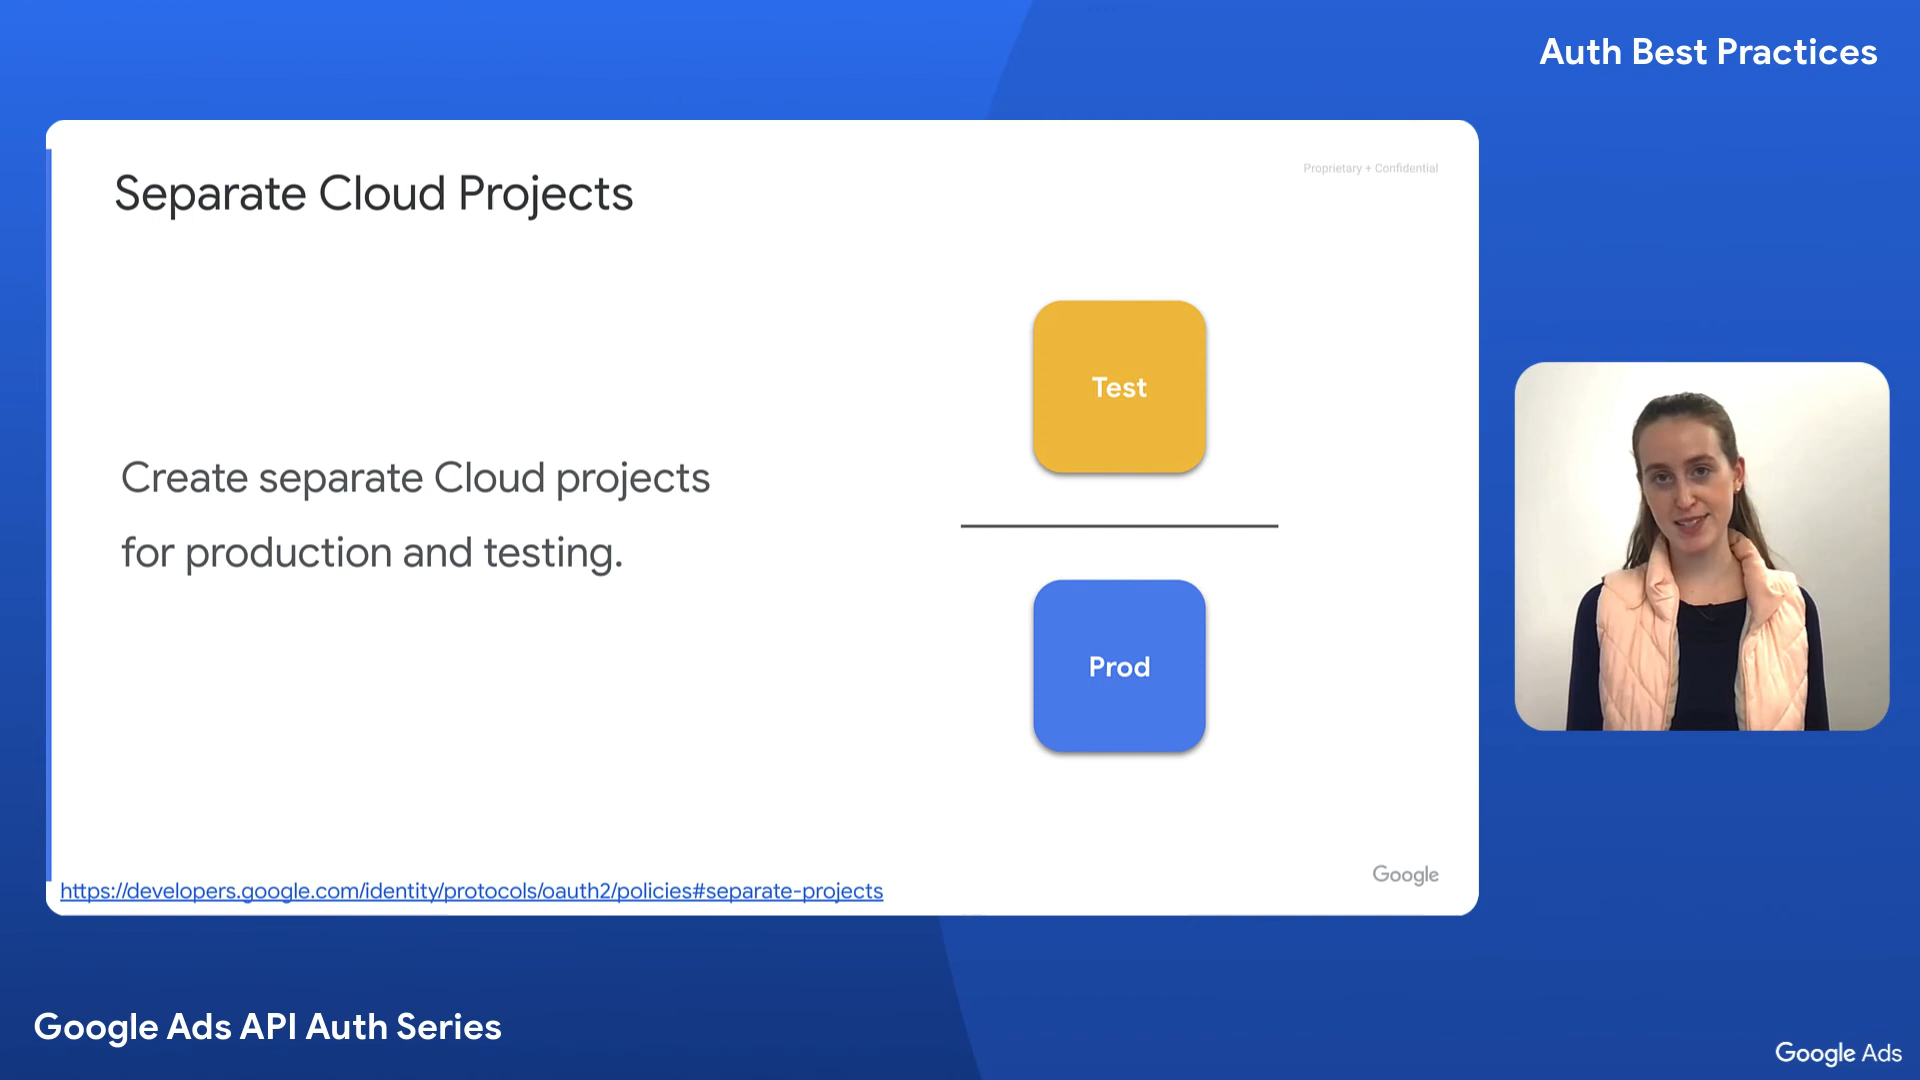 Auth Best Practices
Proprietary + Confidential
Separate Cloud Projects
Test
Create separate Cloud projects
for production and testing.
Prod
Google
https://developers.google.com/identity/protocols/oauth2/policies#separate-projects
Google Ads API Auth Series
Google Ads